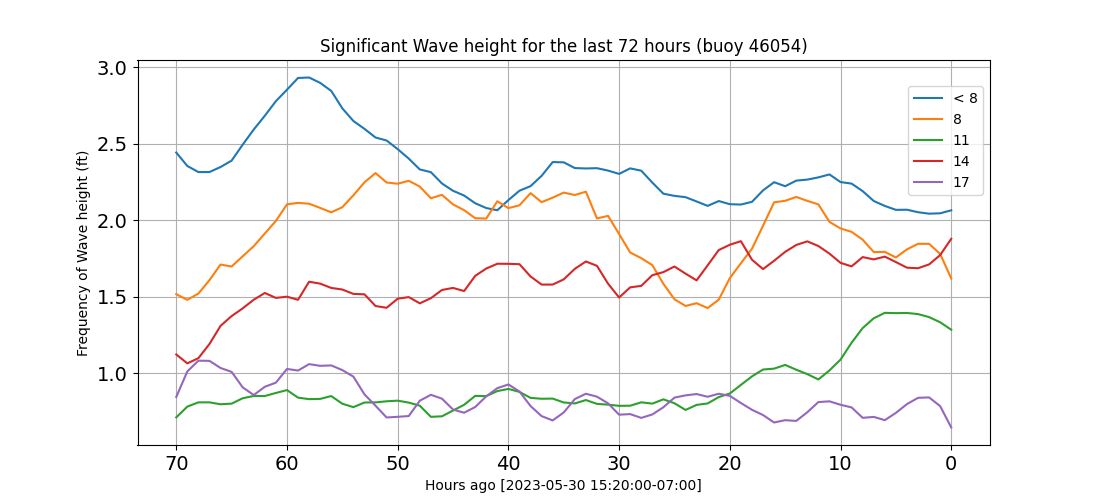 Significant Wave height for the last 72 hours (buoy 46054)
Frequency of Wave height (ft)
3.0
2.5
2.0
1.5
1.0
< 8
8
11
14
17
70 60 50 40 30 20 10 0
Hours ago [2023-05-30 15:20:00-07:00]